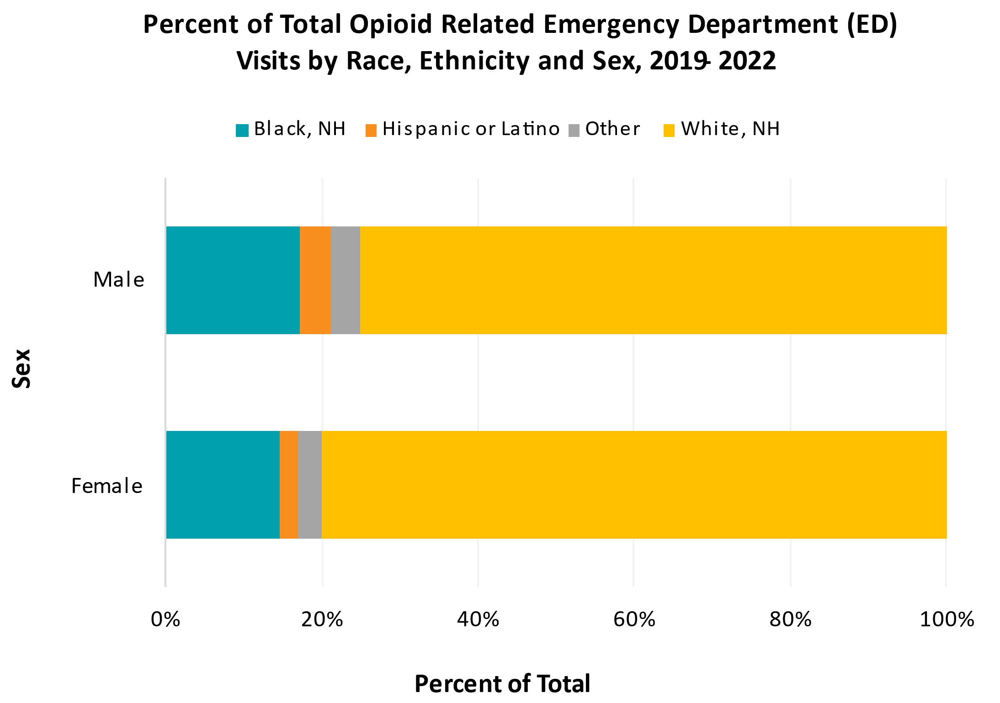 Percent of Total Opioid Related Emergency Department (ED)
Visits by Race, Ethnicity and Sex, 2019- 2022
Black, NH Hispanic or Latino Other White, NH
Male
Sex
Female
0% 20% 40% 60% 80% 100%
Percent of Total